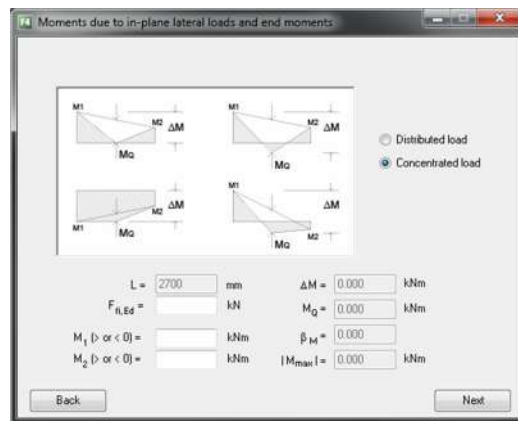 Moments due to in-plane lateral loads and end moments
M1
M2
ΔM
MQ
M1
M2
ΔM
MQ
M1
M2
ΔM
MQ
M1
M2
ΔM
MQ
Distributed load
Concentrated load
L = 2700 mm
ΔM = 0.000 kNm
Ffi,Ed = kN
MQ = 0.000 kNm
M1 (> or < 0) = kNm
βM = 0.000
M2 (> or < 0) = kNm
|Mmax| = 0.000 kNm
Back
Next